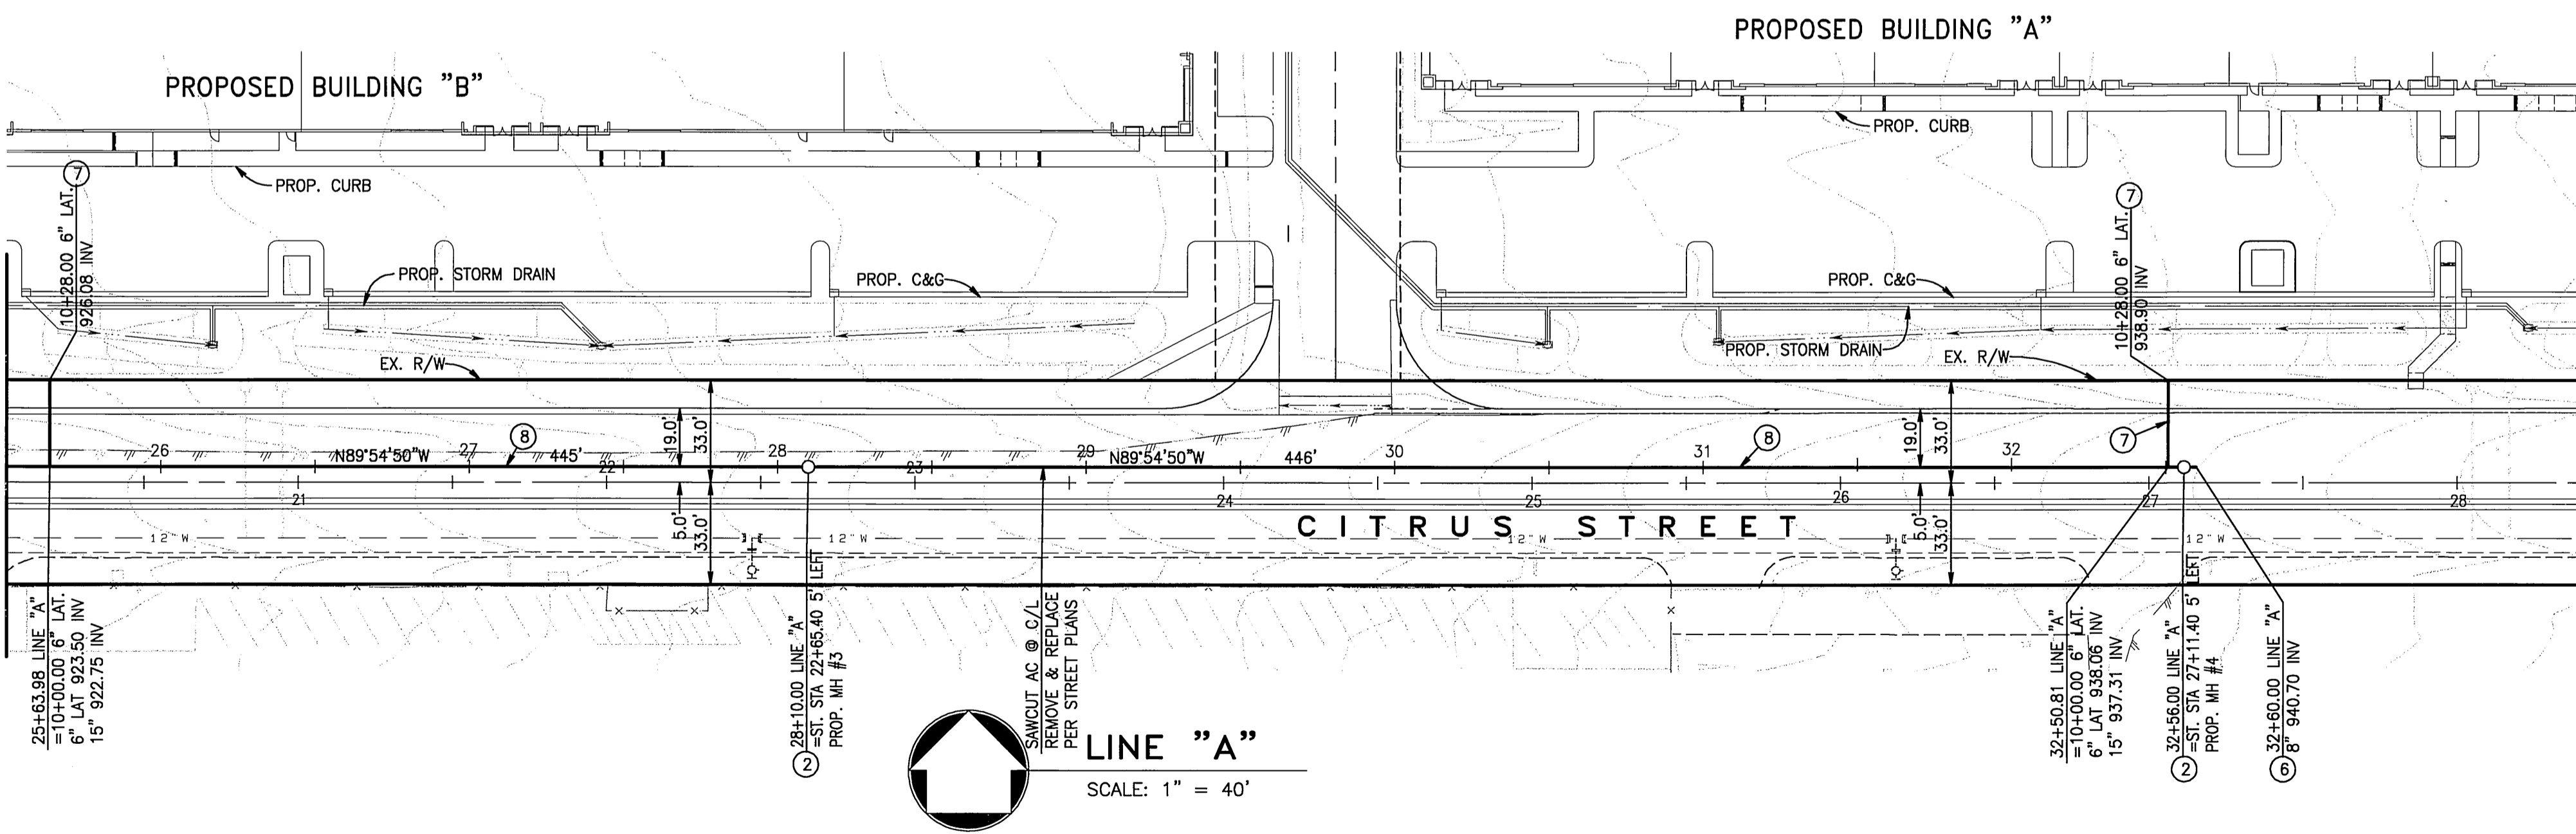 PROPOSED BUILDING "A"
PROPOSED BUILDING "B"
PROP. CURB
PROP. CURB
7
10+28.00 6" LAT.
926.08 INV
7
10+28.00 6" LAT.
938.90 INV
PROP. STORM DRAIN
PROP. C&G
PROP. C&G
PROP. STORM DRAIN
EX. R/W
EX. R/W
19.0'
33.0'
19.0'
33.0'
8
8
7
26
N89°54'50"W
27
445'
28
29
N89°54'50"W
446'
30
31
32
21
22
23
24
25
26
27
28
5.0'
33.0'
5.0'
33.0'
CITRUS STREET
12" W
12" W
12" W
12" W
25+63.98 LINE "A"
=10+00.00 6" LAT.
6" LAT 923.50 INV
15" 922.75 INV
28+10.00 LINE "A"
=ST. STA 22+65.40 5' LEFT
PROP. MH #3
2
SAWCUT AC @ C/L
REMOVE & REPLACE
PER STREET PLANS
32+50.81 LINE "A"
=10+00.00 6" LAT.
6" LAT 938.06 INV
15" 937.31 INV
32+56.00 LINE "A"
=ST. STA 27+11.40 5' LEFT
PROP. MH #4
2
32+60.00 LINE "A"
8" 940.70 INV
6
LINE "A"
SCALE: 1" = 40'